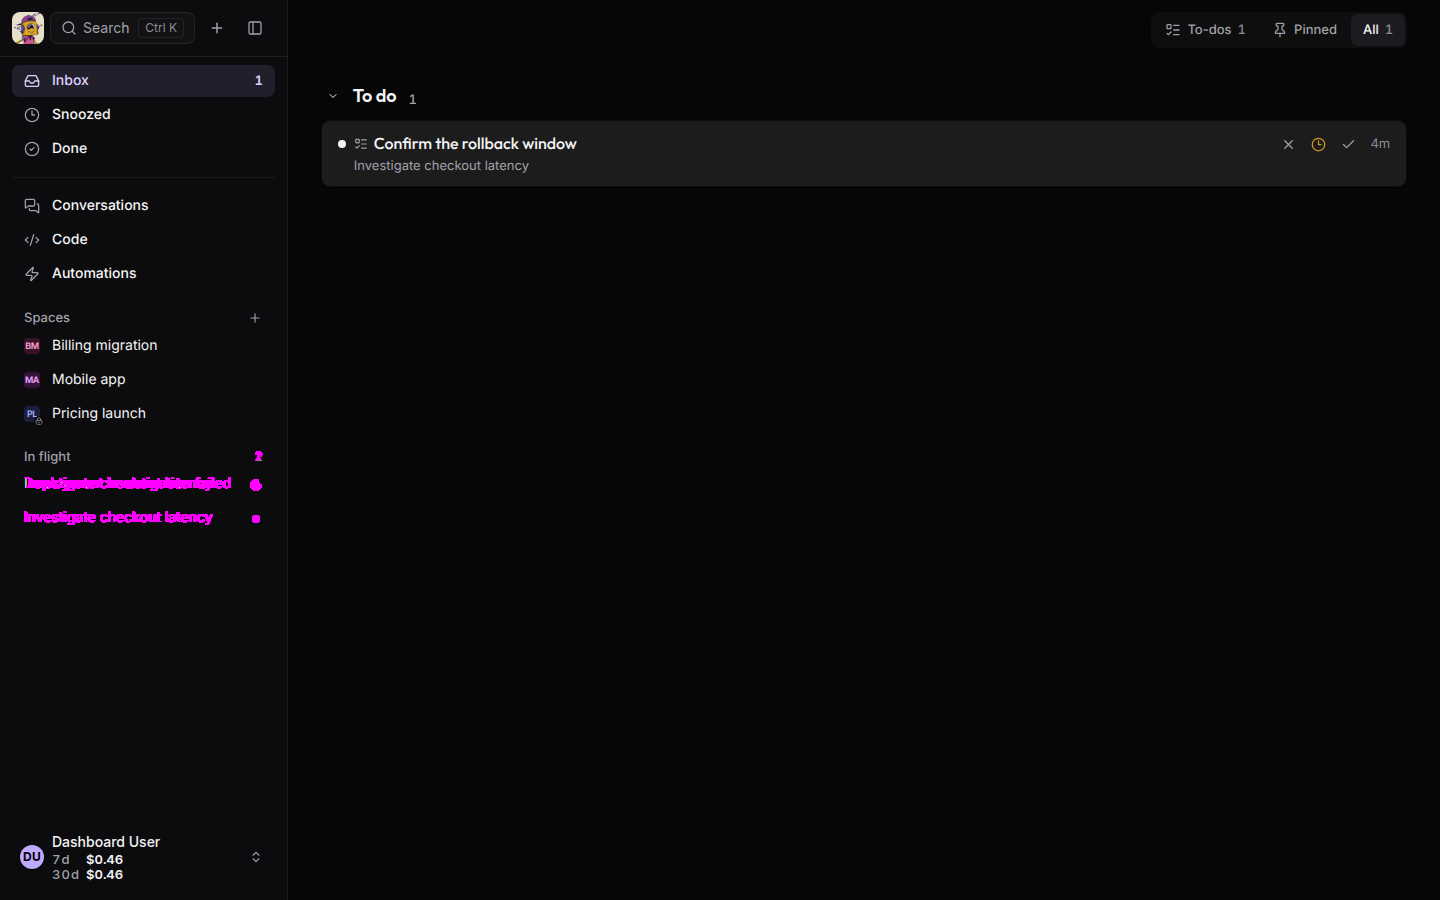 Search Ctrl K
Inbox 1
Snoozed
Done
Conversations
Code
Automations
Spaces
BM Billing migration
MA Mobile app
PL Pricing launch
In flight
Investigate checkout latency
DU Dashboard User
7d $0.46
30d $0.46
To-dos 1
Pinned
All 1
To do 1
Confirm the rollback window
4m
Investigate checkout latency